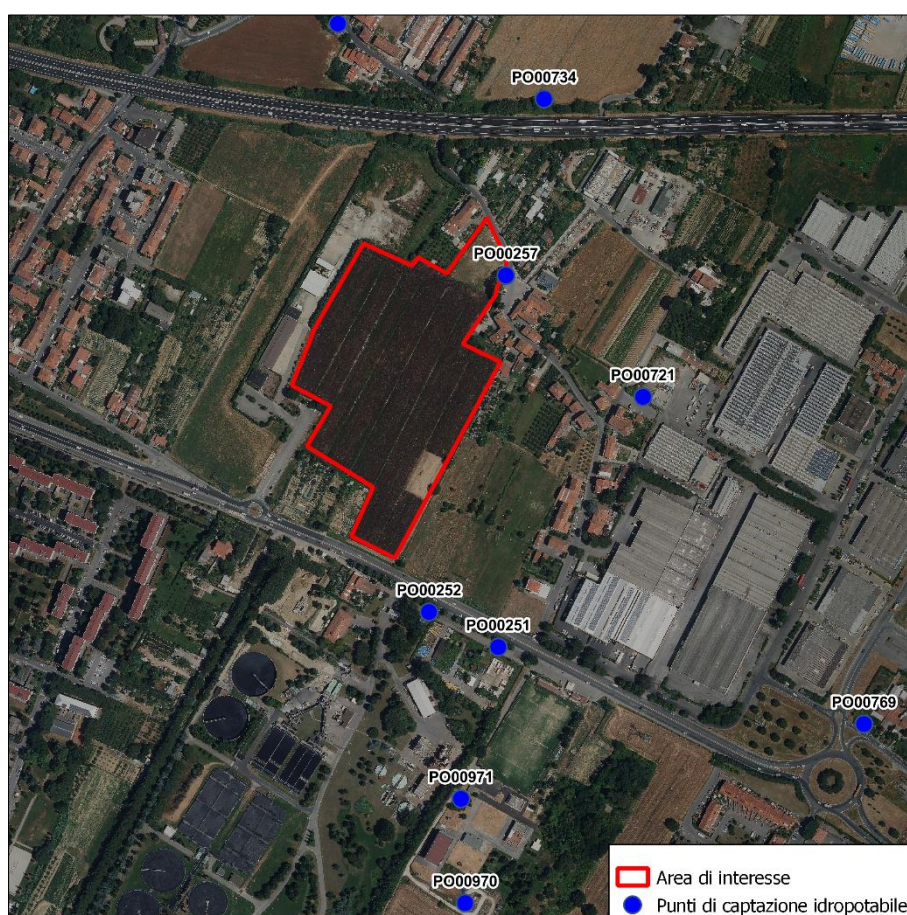 PO00734
PO00257
PO00721
PO00252
PO00251
PO00769
PO00971
PO00970
Area di interesse
Punti di captazione idropotabile